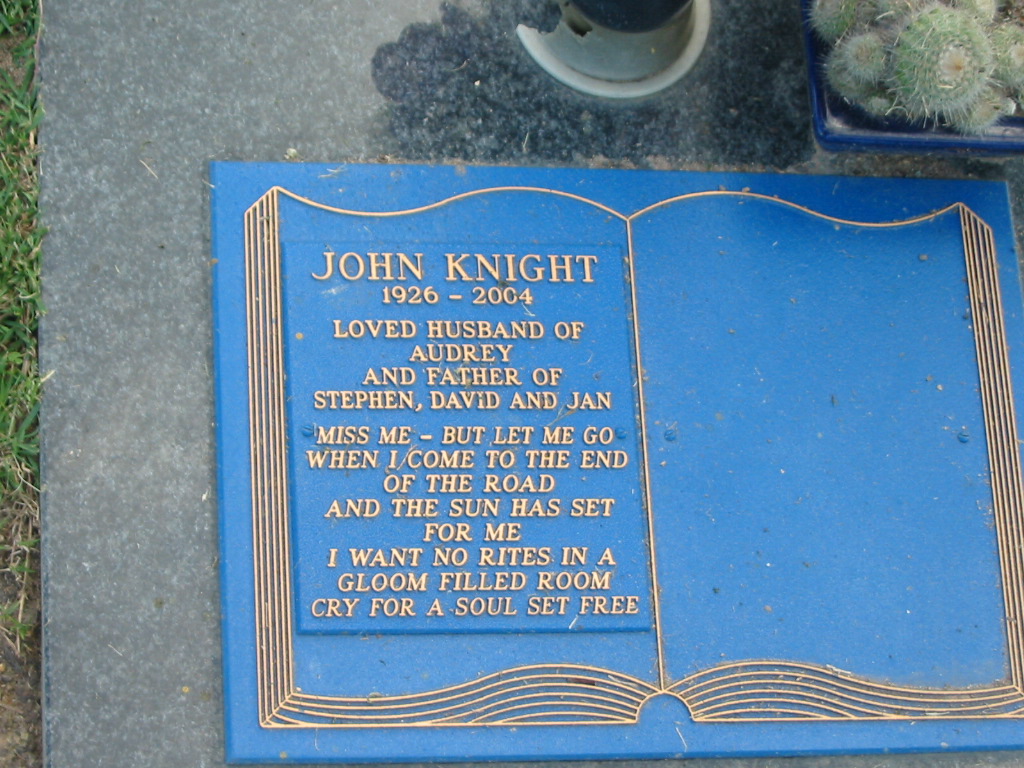 JOHN KNIGHT
1926 - 2004
LOVED HUSBAND OF
AUDREY
AND FATHER OF
STEPHEN, DAVID AND JAN
MISS ME - BUT LET ME GO
WHEN I COME TO THE END
OF THE ROAD
AND THE SUN HAS SET
FOR ME
I WANT NO RITES IN A
GLOOM FILLED ROOM
CRY FOR A SOUL SET FREE